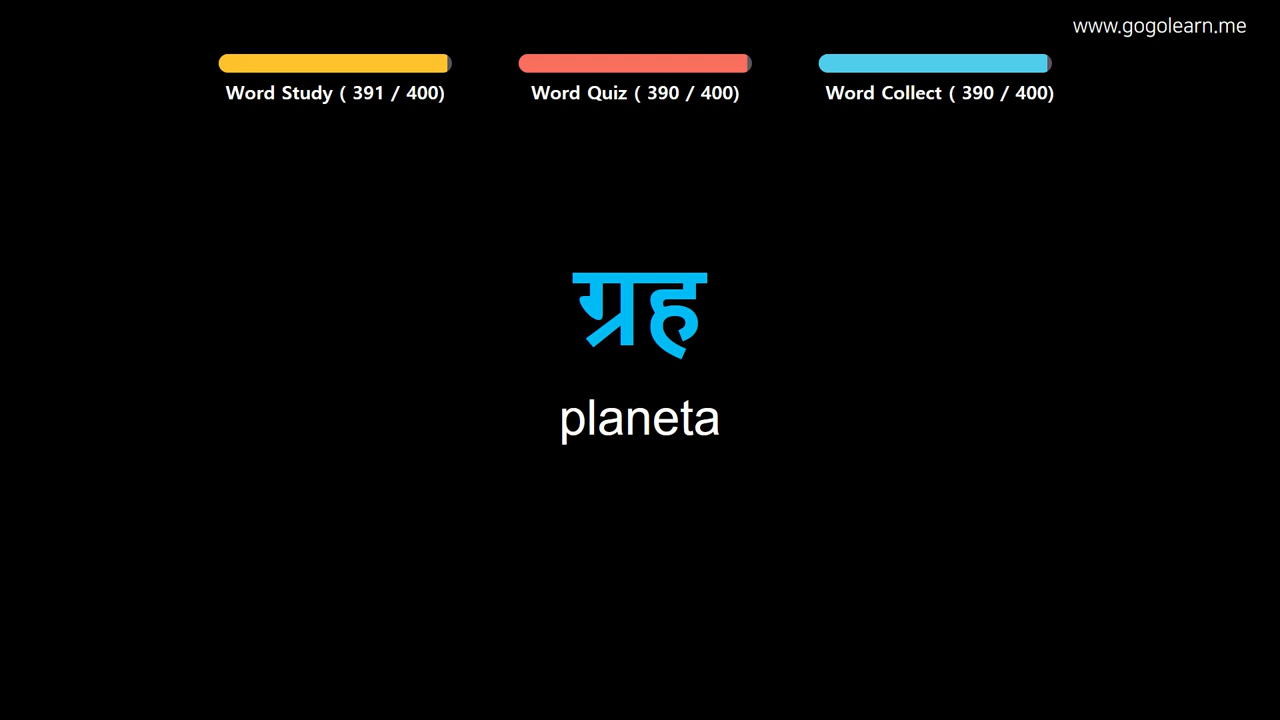 www.gogolearn.me
Word Study ( 391 / 400)
Word Quiz ( 390 / 400)
Word Collect ( 390 / 400)
ग्रह
planeta